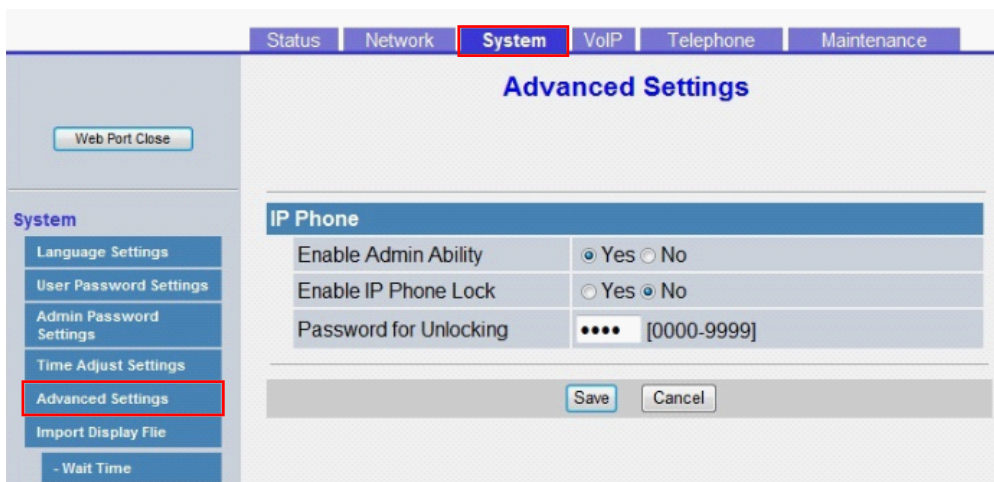 Status Network System VoIP Telephone Maintenance
Advanced Settings
Web Port Close
System
Language Settings
User Password Settings
Admin Password
Settings
Time Adjust Settings
Advanced Settings
Import Display Flie
- Wait Time
IP Phone
Enable Admin Ability Yes No
Enable IP Phone Lock Yes No
Password for Unlocking •••• [0000-9999]
Save Cancel